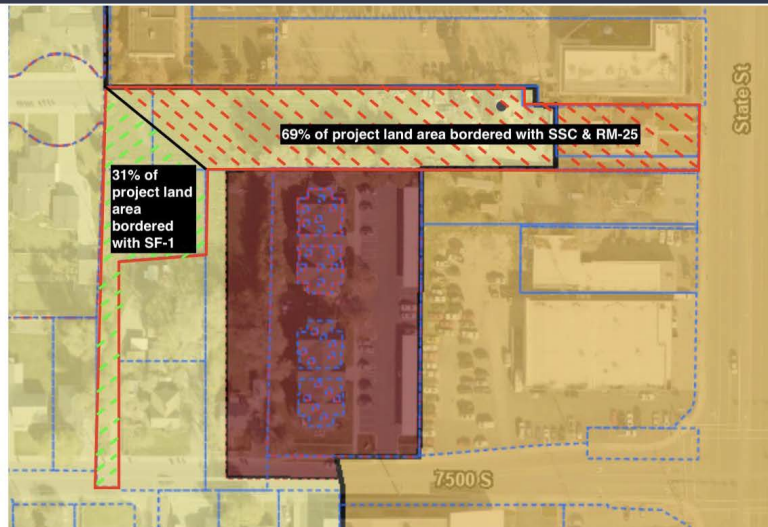 State St
69% of project land area bordered with SSC & RM-25
31% of
project land
area
bordered
with SF-1
7500 S